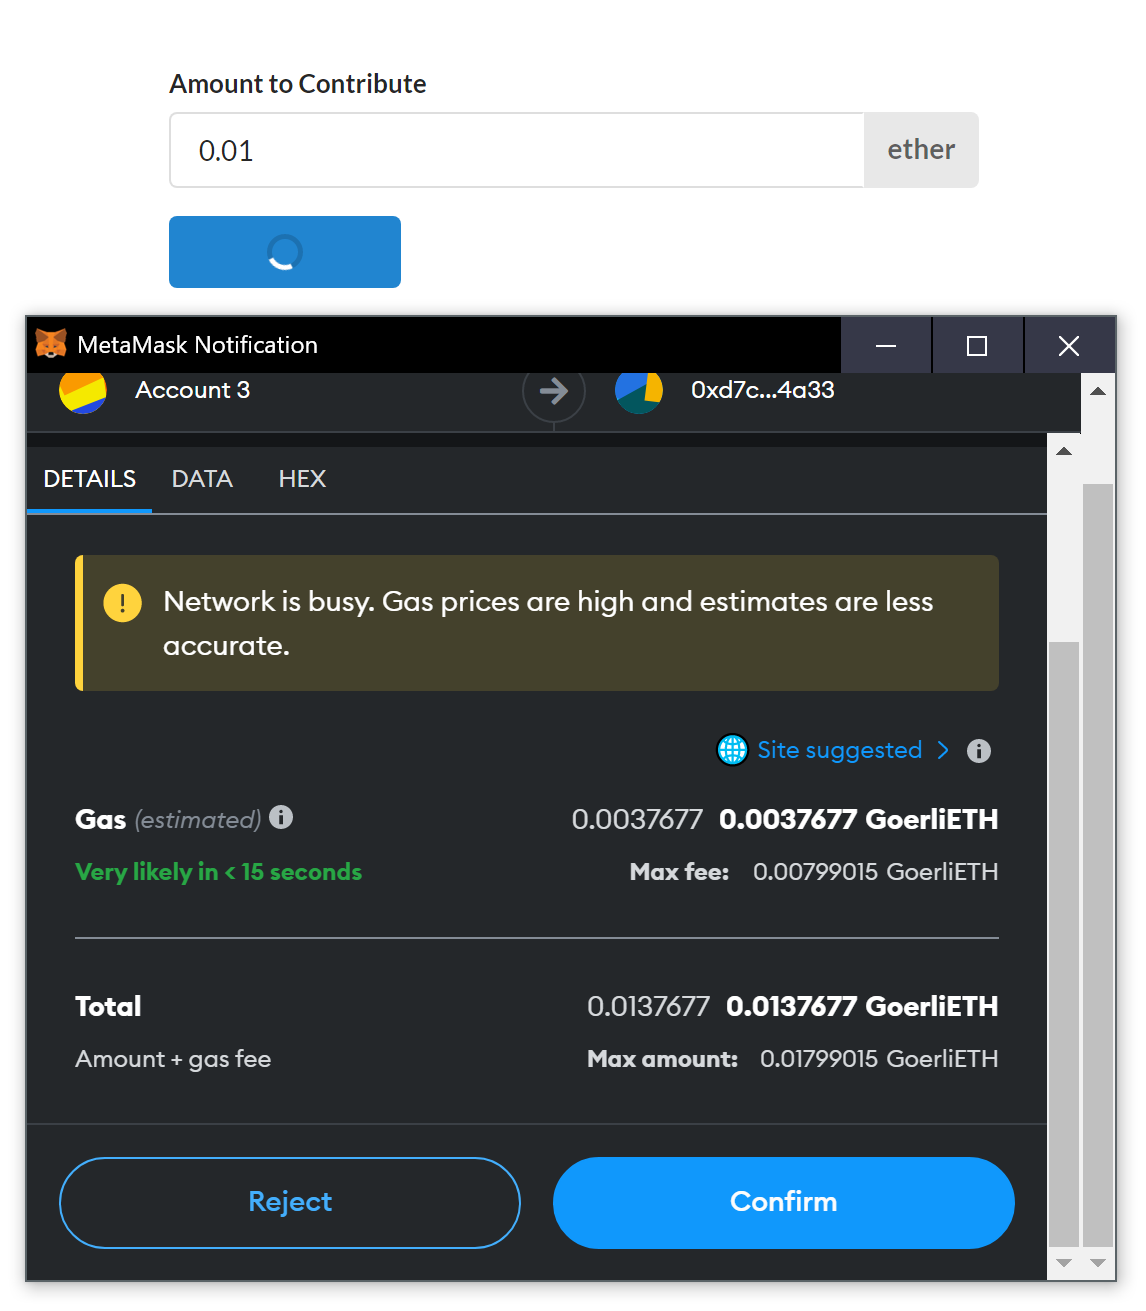 Amount to Contribute
0.01 ether
MetaMask Notification
Account 3 0xd7c...4a33
DETAILS DATA HEX
Network is busy. Gas prices are high and estimates are less
accurate.
Site suggested
Gas (estimated) 0.0037677 0.0037677 GoerliETH
Very likely in < 15 seconds Max fee: 0.00799015 GoerliETH
Total 0.0137677 0.0137677 GoerliETH
Amount + gas fee Max amount: 0.01799015 GoerliETH
Reject Confirm